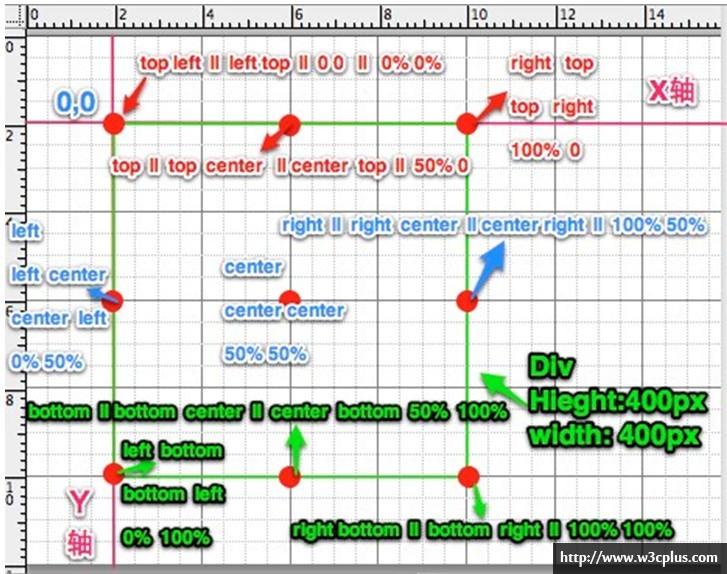 0 2 4 6 8 10 12 14
0
top left || left top || 0 0 || 0% 0%
right top
X轴
0,0
top right
2
100% 0
top || top center || center top || 50% 0
4
left
right || right center || center right || 100% 50%
left center
center
6
center left
center center
0% 50%
50% 50%
Div
8
Hieght:400px
bottom || bottom center || center bottom 50% 100%
width: 400px
left bottom
10
Y
轴
bottom left
0% 100%
right bottom || bottom right || 100% 100%
http://www.w3cplus.com